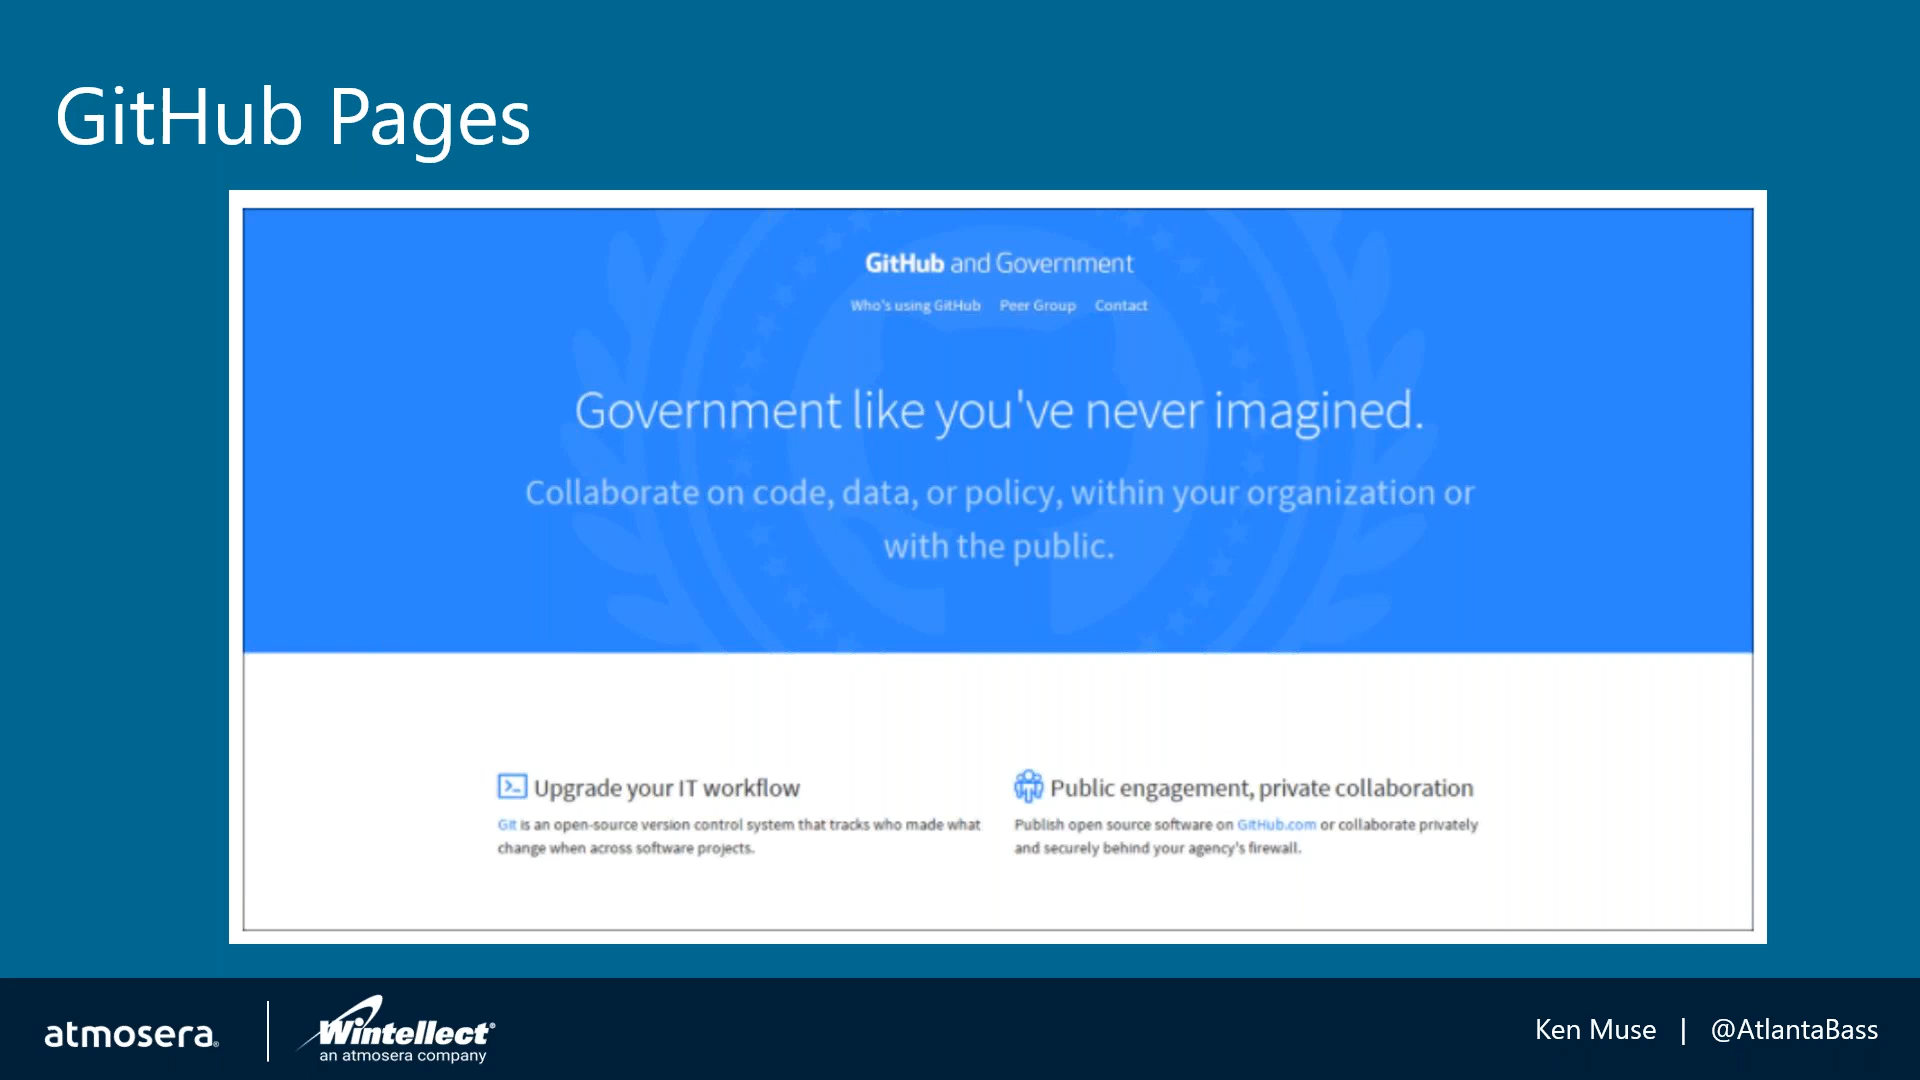 GitHub Pages
GitHub and Government
Who's using GitHub Peer Group Contact
Government like you've never imagined.
Collaborate on code, data, or policy, within your organization or
with the public.
Upgrade your IT workflow
Git is an open-source version control system that tracks who made what
change when across software projects.
Public engagement, private collaboration
Publish open source software on GitHub.com or collaborate privately
and securely behind your agency's firewall.
atmosera®
Wintellect®
an atmosera company
Ken Muse | @AtlantaBass